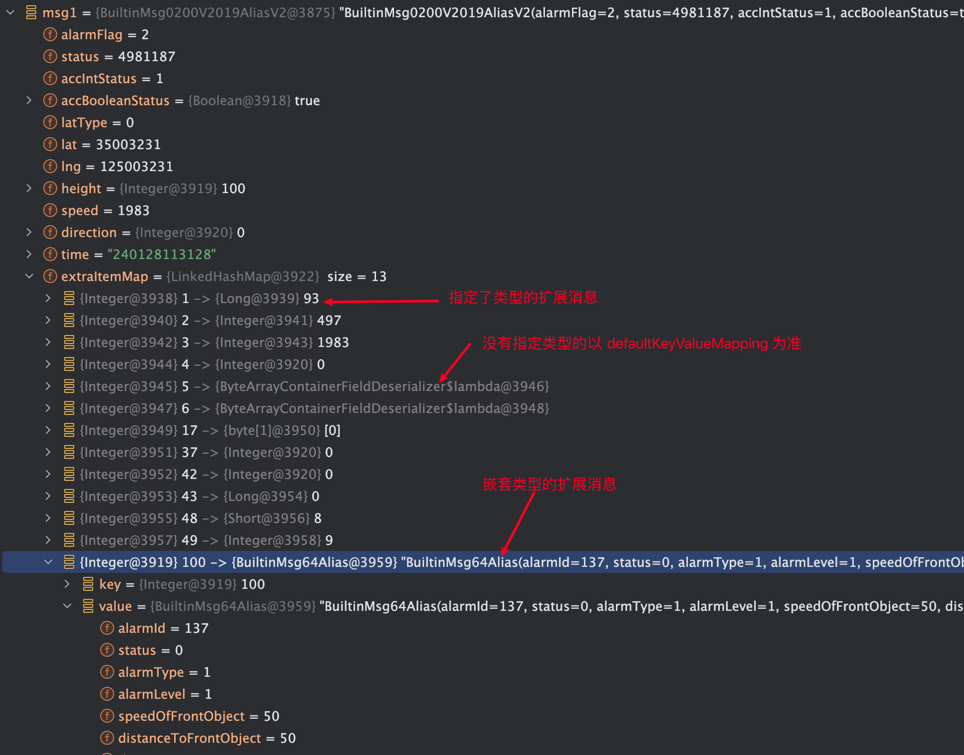 msg1 = {BuiltinMsg0200V2019AliasV2@3875} "BuiltinMsg0200V2019AliasV2(alarmFlag=2, status=4981187, accIntStatus=1, accBooleanStatus=t
alarmFlag = 2
status = 4981187
accIntStatus = 1
accBooleanStatus = {Boolean@3918} true
latType = 0
lat = 35003231
lng = 125003231
height = {Integer@3919} 100
speed = 1983
direction = {Integer@3920} 0
time = "240128113128"
extraItemMap = {LinkedHashMap@3922} size = 13
{Integer@3938} 1 -> {Long@3939} 93 指定了类型的扩展消息
{Integer@3940} 2 -> {Integer@3941} 497
{Integer@3942} 3 -> {Integer@3943} 1983 没有指定类型的以 defaultKeyValueMapping 为准
{Integer@3944} 4 -> {Integer@3920} 0
{Integer@3945} 5 -> {ByteArrayContainerFieldDeserializer$lambda@3946}
{Integer@3947} 6 -> {ByteArrayContainerFieldDeserializer$lambda@3948}
{Integer@3949} 17 -> {byte[1]@3950} [0]
{Integer@3951} 37 -> {Integer@3920} 0
{Integer@3952} 42 -> {Integer@3920} 0
{Integer@3953} 43 -> {Long@3954} 0 嵌套类型的扩展消息
{Integer@3955} 48 -> {Short@3956} 8
{Integer@3957} 49 -> {Integer@3958} 9
{Integer@3919} 100 -> {BuiltinMsg64Alias@3959} "BuiltinMsg64Alias(alarmId=137, status=0, alarmType=1, alarmLevel=1, speedOfFrontOb
key = {Integer@3919} 100
value = {BuiltinMsg64Alias@3959} "BuiltinMsg64Alias(alarmId=137, status=0, alarmType=1, alarmLevel=1, speedOfFrontObject=50, dis
alarmId = 137
status = 0
alarmType = 1
alarmLevel = 1
speedOfFrontObject = 50
distanceToFrontObject = 50